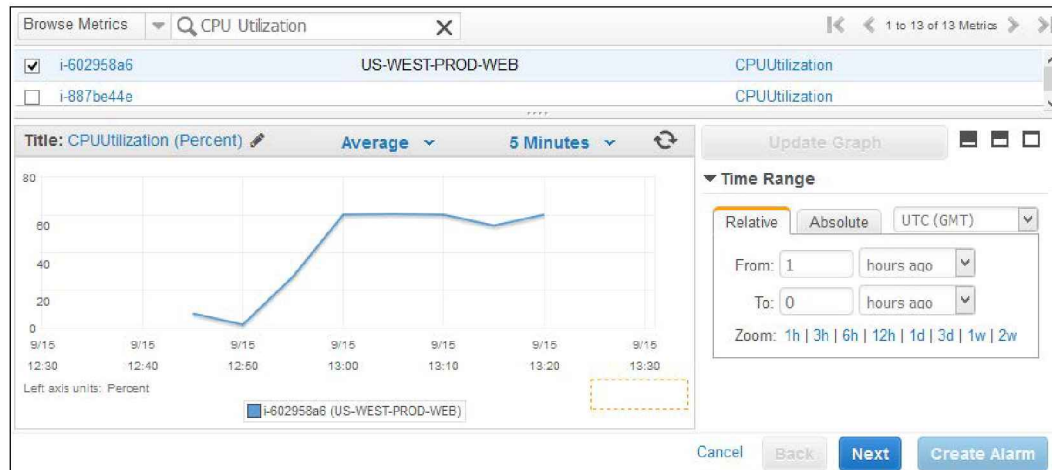 Browse Metrics CPU Utilization X 1 to 13 of 13 Metrics
i-602958a6 US-WEST-PROD-WEB CPUUtilization
i-887be44e CPUUtilization
Title: CPUUtilization (Percent) Average 5 Minutes
Update Graph
Time Range
Relative Absolute UTC (GMT)
From: 1 hours ago
To: 0 hours ago
Zoom: 1h | 3h | 6h | 12h | 1d | 3d | 1w | 2w
80
60
40
20
0
9/15 9/15 9/15 9/15 9/15 9/15 9/15
12:30 12:40 12:50 13:00 13:10 13:20 13:30
Left axis units: Percent
i-602958a6 (US-WEST-PROD-WEB)
Cancel Back Next Create Alarm